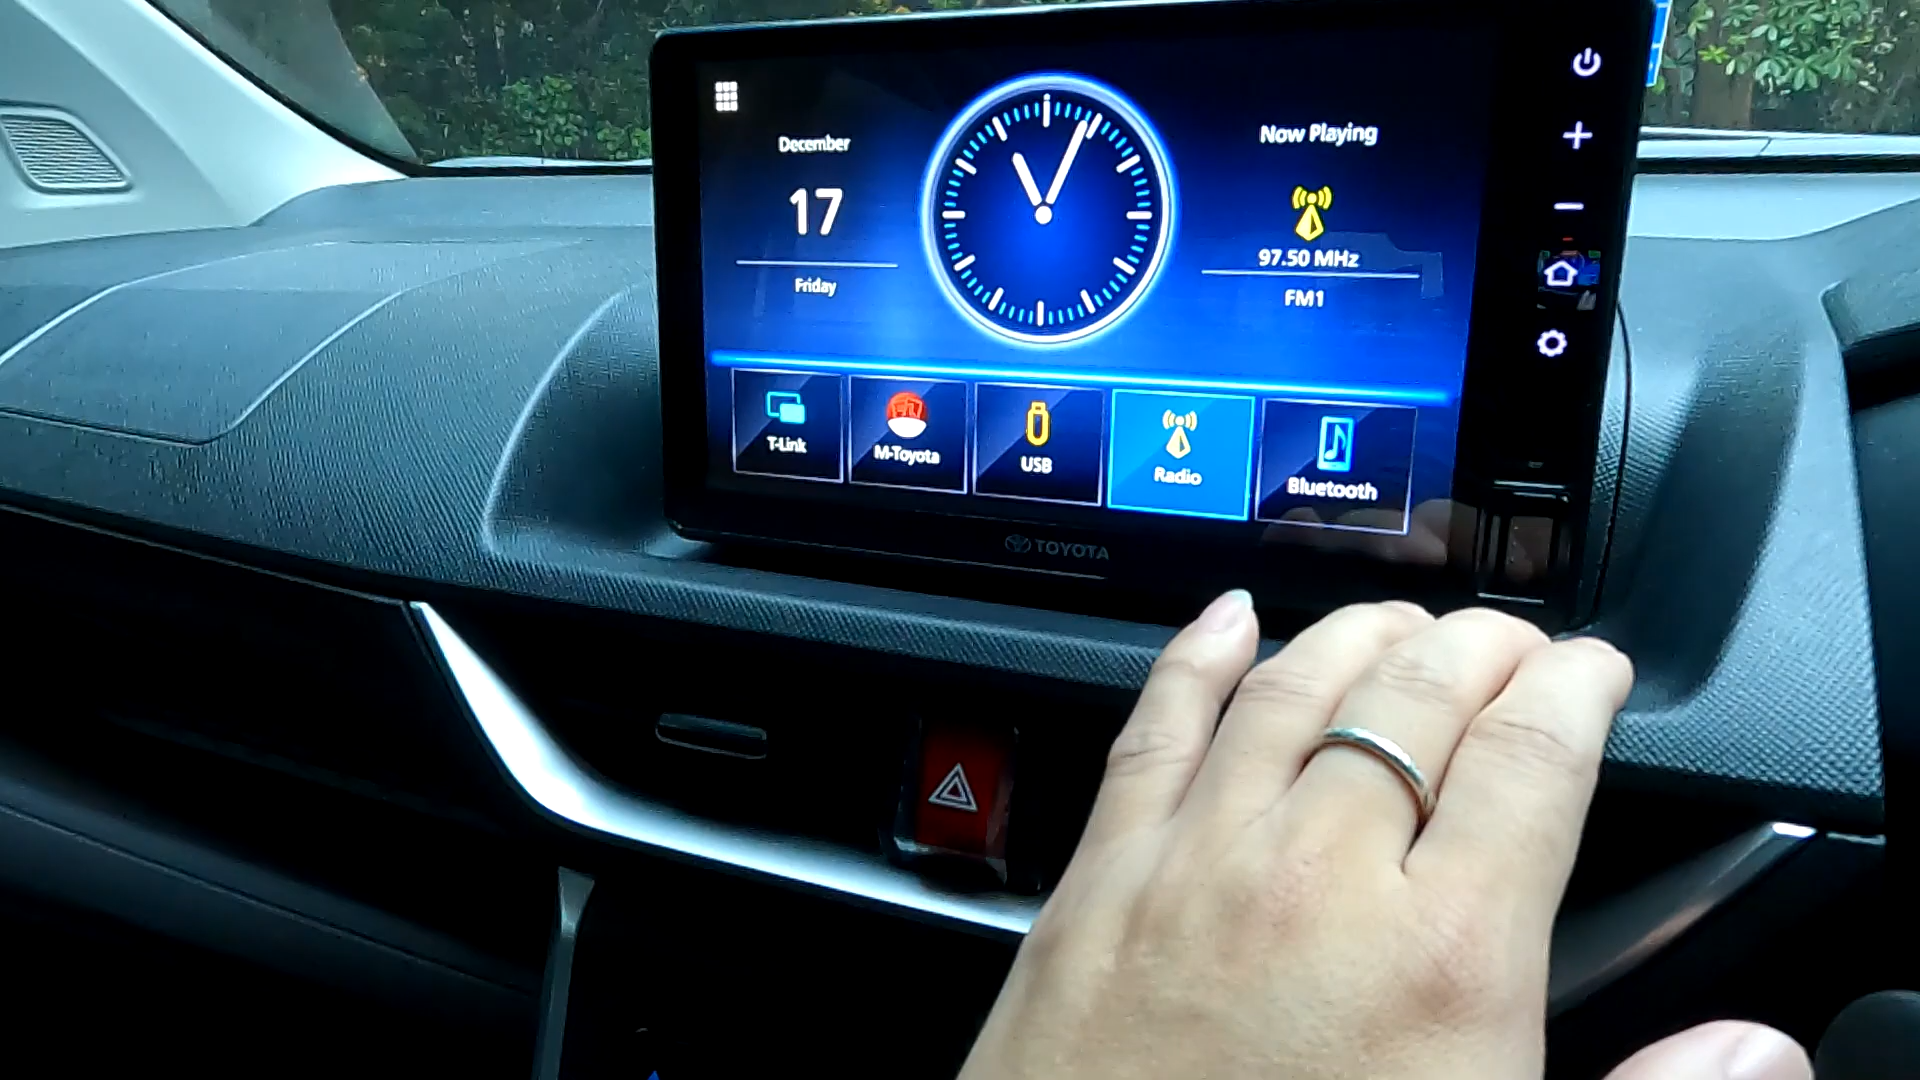 December
17
Friday
Now Playing
97.50 MHz
FM1
T-Link
M-Toyota
USB
Radio
Bluetooth
TOYOTA